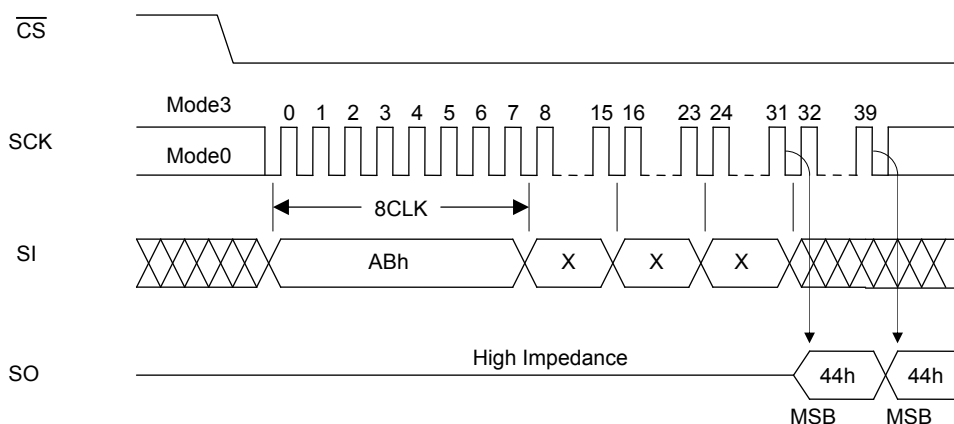 CS
Mode3
0 1 2 3 4 5 6 7 8 15 16 23 24 31 32 39
SCK
Mode0
8CLK
SI
ABh X X X
High Impedance
SO
44h 44h
MSB MSB